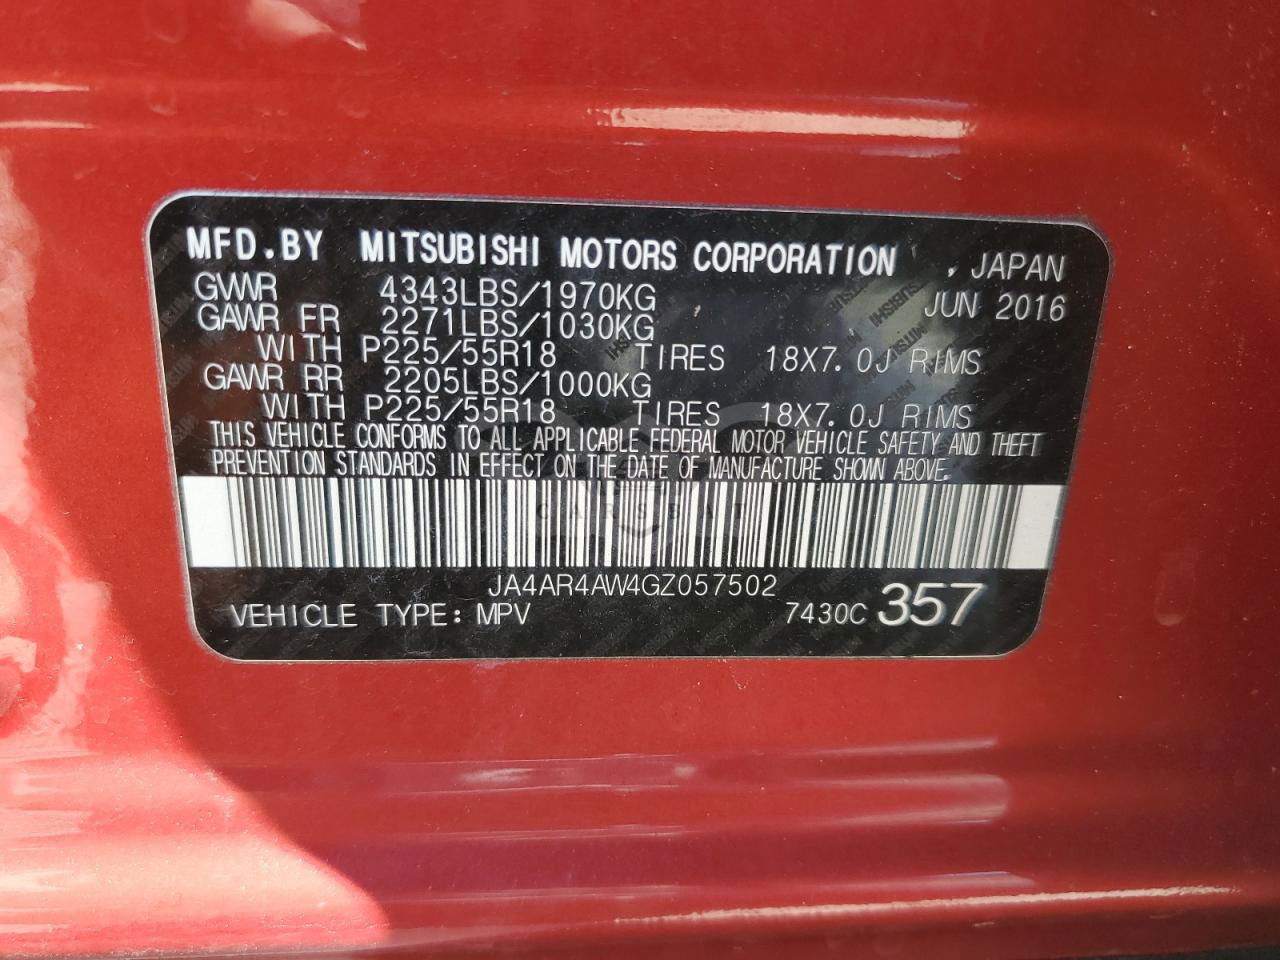 MFD.BY MITSUBISHI MOTORS CORPORATION , JAPAN
GVWR 4343LBS/1970KG JUN 2016
GAWR FR 2271LBS/1030KG
WITH P225/55R18 TIRES 18X7.0J RIMS
GAWR RR 2205LBS/1000KG
WITH P225/55R18 TIRES 18X7.0J RIMS
THIS VEHICLE CONFORMS TO ALL APPLICABLE FEDERAL MOTOR VEHICLE SAFETY AND THEFT
PREVENTION STANDARDS IN EFFECT ON THE DATE OF MANUFACTURE SHOWN ABOVE.
JA4AR4AW4GZ057502
VEHICLE TYPE: MPV 7430C 357